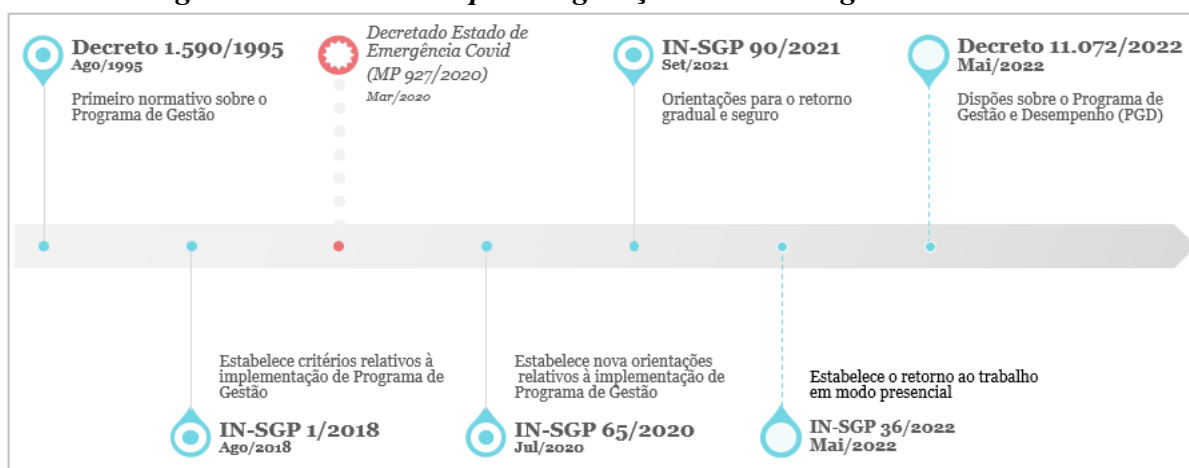 Decreto 1.590/1995
Ago/1995
Primeiro normativo sobre o
Programa de Gestão
Decretado Estado de
Emergência Covid
(MP 927/2020)
Mar/2020
IN-SGP 90/2021
Set/2021
Orientações para o retorno
gradual e seguro
Decreto 11.072/2022
Mai/2022
Dispões sobre o Programa de
Gestão e Desempenho (PGD)
Estabelece critérios relativos à
implementação de Programa de
Gestão
IN-SGP 1/2018
Ago/2018
Estabelece nova orientações
relativos à implementação de
Programa de Gestão
IN-SGP 65/2020
Jul/2020
Estabelece o retorno ao trabalho
em modo presencial
IN-SGP 36/2022
Mai/2022